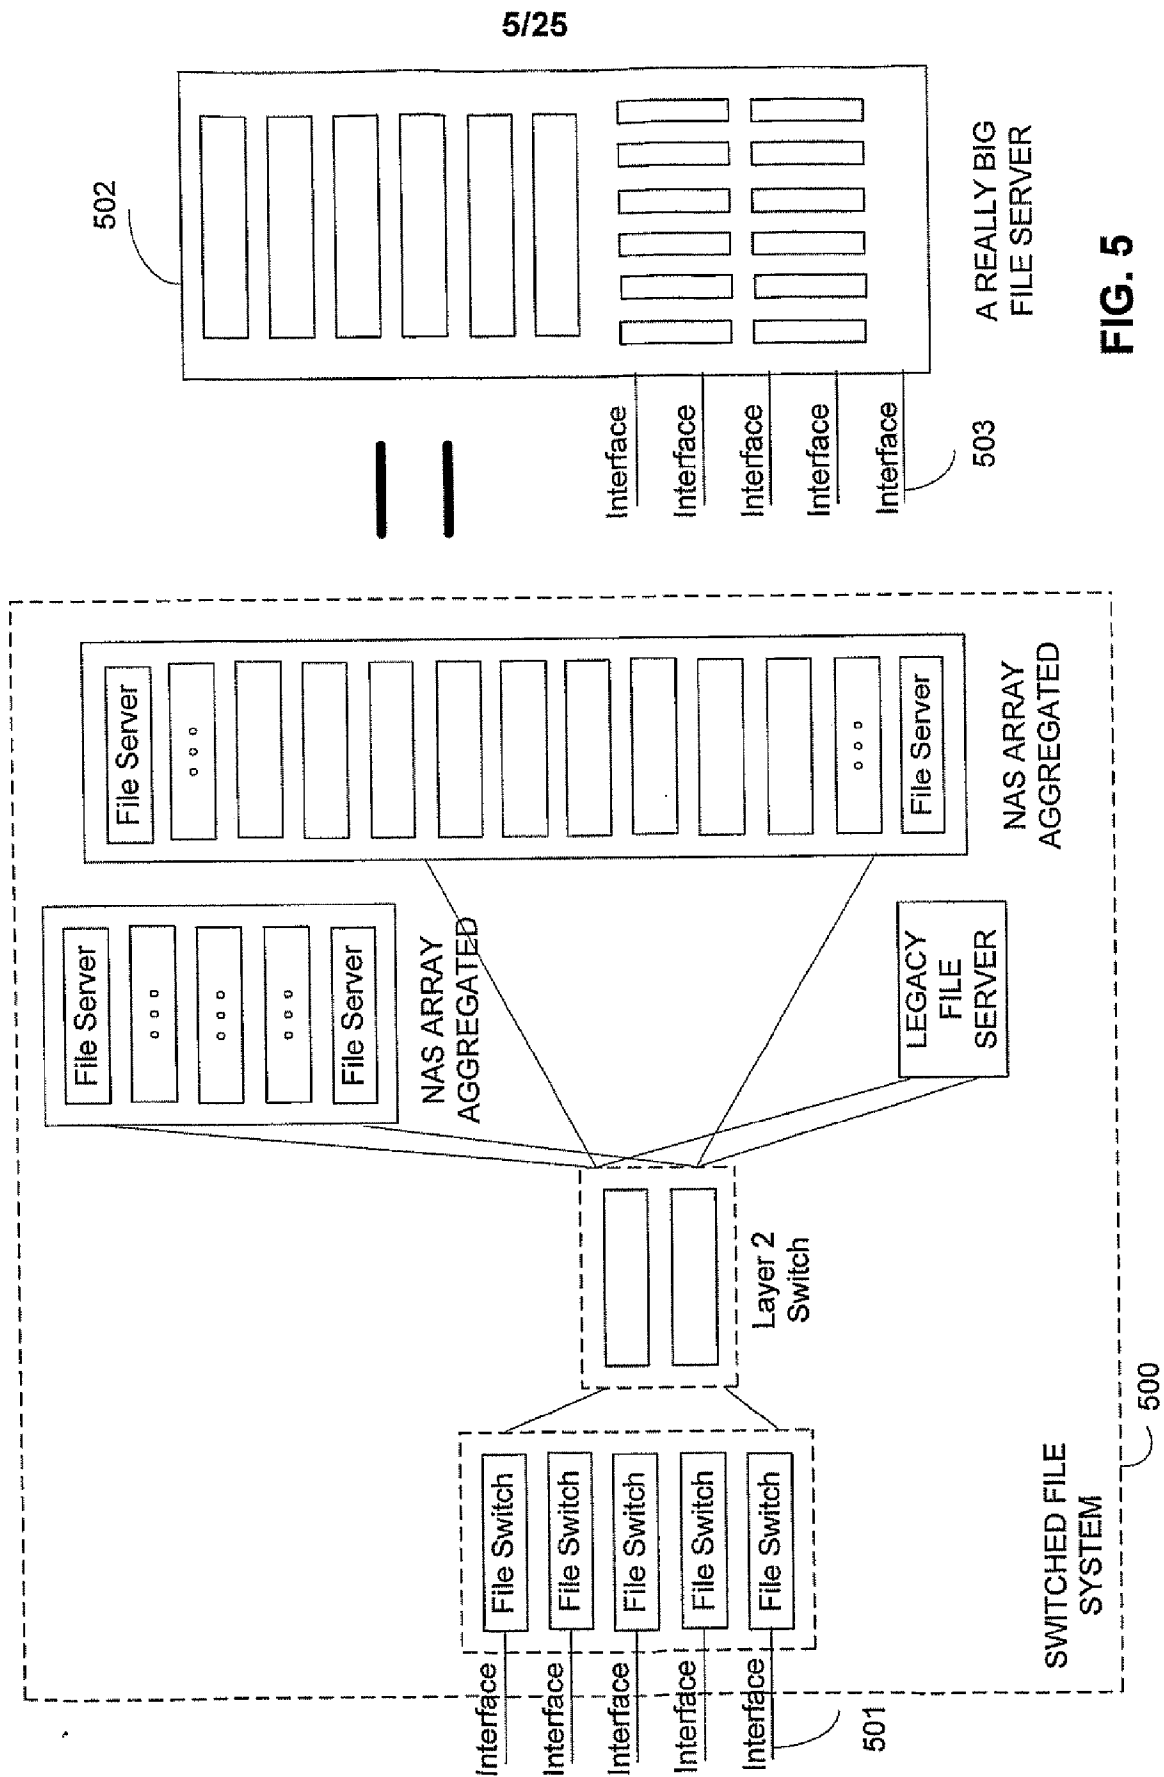 5/25
File Server
File Server
NAS ARRAY
AGGREGATED
File Server
File Server
NAS ARRAY
AGGREGATED
LEGACY
FILE
SERVER
Layer 2
Switch
File Switch
File Switch
File Switch
File Switch
File Switch
Interface
Interface
Interface
Interface
Interface
501
SWITCHED FILE
SYSTEM
500
502
Interface
Interface
Interface
Interface
Interface
503
A REALLY BIG
FILE SERVER
FIG. 5